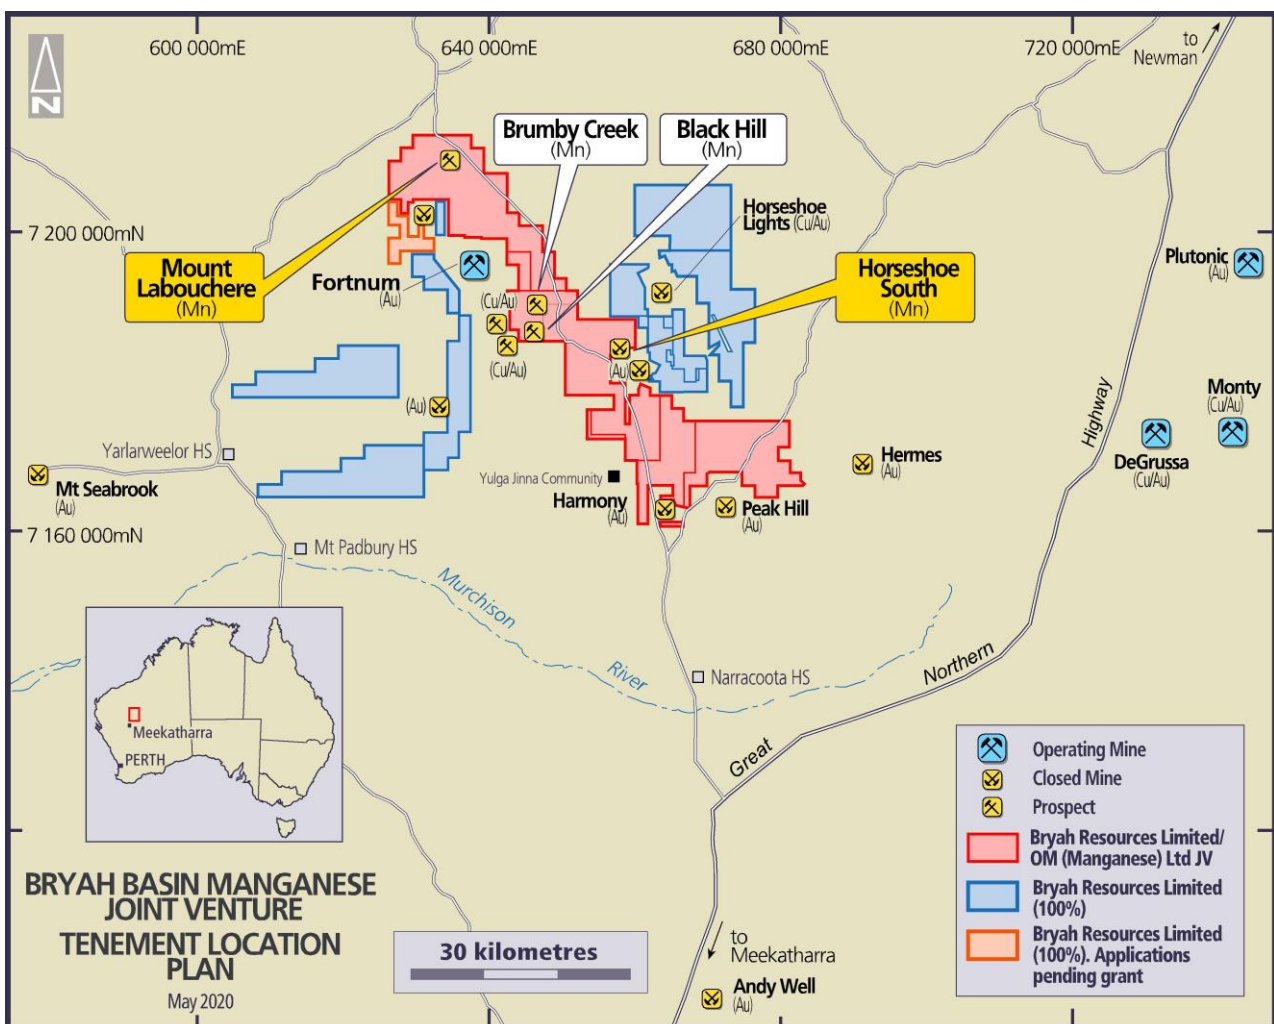 600 000mE
640 000mE
680 000mE
720 000mE
to
Newman
N
Brumby Creek
(Mn)
Black Hill
(Mn)
7 200 000mN
Mount
Labouchere
(Mn)
Fortnum
(Au)
(Cu/Au)
(Cu/Au)
Horseshoe
Lights (Cu/Au)
Horseshoe
South
(Mn)
Plutonic
(Au)
(Au)
(Au)
Monty
(Cu/Au)
Highway
DeGrussa
(Cu/Au)
Yarlarweelor HS
Mt Seabrook
(Au)
Yulga Jinna Community
Harmony
(Au)
Peak Hill
(Au)
Hermes
(Au)
7 160 000mN
Mt Padbury HS
Murchison
River
Narracoota HS
Northern
Great
Meekatharra
PERTH
BRYAH BASIN MANGANESE
JOINT VENTURE
TENEMENT LOCATION
PLAN
May 2020
30 kilometres
to
Meekatharra
Andy Well
(Au)
Operating Mine
Closed Mine
Prospect
Bryah Resources Limited/
OM (Manganese) Ltd JV
Bryah Resources Limited
(100%)
Bryah Resources Limited
(100%). Applications
pending grant